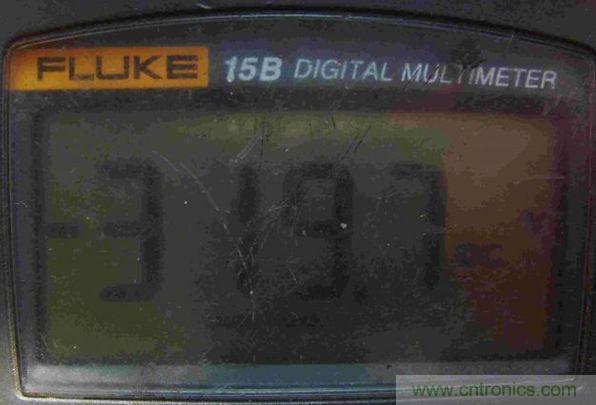 FLUKE 15B DIGITAL MULTIMETER
-319.7 DC V
www.cntronics.com